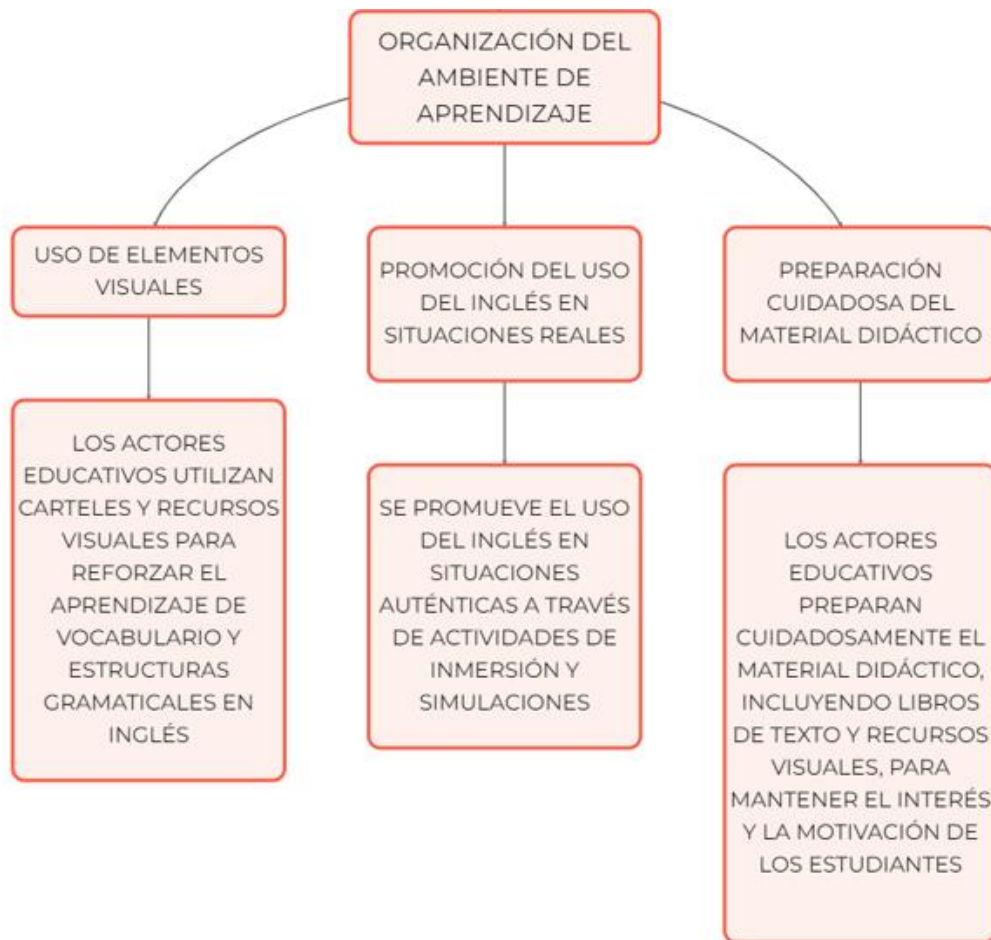 ORGANIZACIÓN DEL
AMBIENTE DE
APRENDIZAJE
USO DE ELEMENTOS
VISUALES
PROMOCIÓN DEL USO
DEL INGLÉS EN
SITUACIONES REALES
PREPARACIÓN
CUIDADOSA DEL
MATERIAL DIDÁCTICO
LOS ACTORES
EDUCATIVOS UTILIZAN
CARTELES Y RECURSOS
VISUALES PARA
REFORZAR EL
APRENDIZAJE DE
VOCABULARIO Y
ESTRUCTURAS
GRAMATICALES EN
INGLÉS
SE PROMUEVE EL USO
DEL INGLÉS EN
SITUACIONES
AUTÉNTICAS A TRAVÉS
DE ACTIVIDADES DE
INMERSIÓN Y
SIMULACIONES
LOS ACTORES
EDUCATIVOS
PREPARAN
CUIDADOSAMENTE EL
MATERIAL DIDÁCTICO,
INCLUYENDO LIBROS
DE TEXTO Y RECURSOS
VISUALES, PARA
MANTENER EL INTERÉS
Y LA MOTIVACIÓN DE
LOS ESTUDIANTES